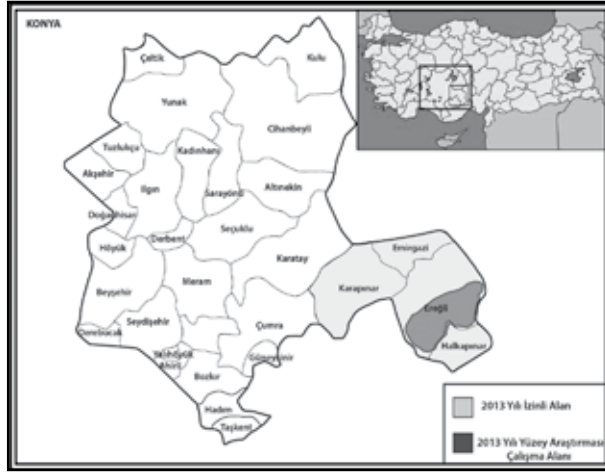 KONYA
Çeltik
Kulu
Yunak
Cihanbeyli
Tuzlukçu
Kadınhanı
Akşehir
Ilgın
Sarayönü
Altınekin
Doğanhisar
Derbent
Selçuklu
Hüyük
Karatay
Emirgazi
Meram
Karapınar
Beyşehir
Ereğli
Seydişehir
Çumra
Derebucak
Halkapınar
Ahırlı
Güneysınır
Bozkır
Hadım
Taşkent
2013 Yılı İzinli Alan
2013 Yılı Yüzey Araştırması
Çalışma Alanı